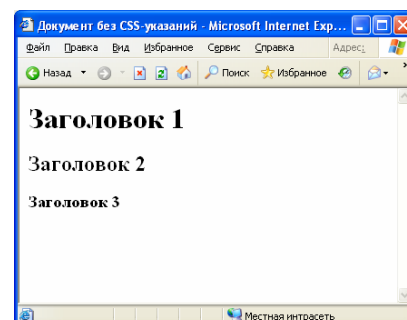 Документ без CSS-указаний - Microsoft Internet Exp...
Файл Правка Вид Избранное Сервис Справка Адрес:
Назад Поиск Избранное
Заголовок 1
Заголовок 2
Заголовок 3
Местная интрасеть